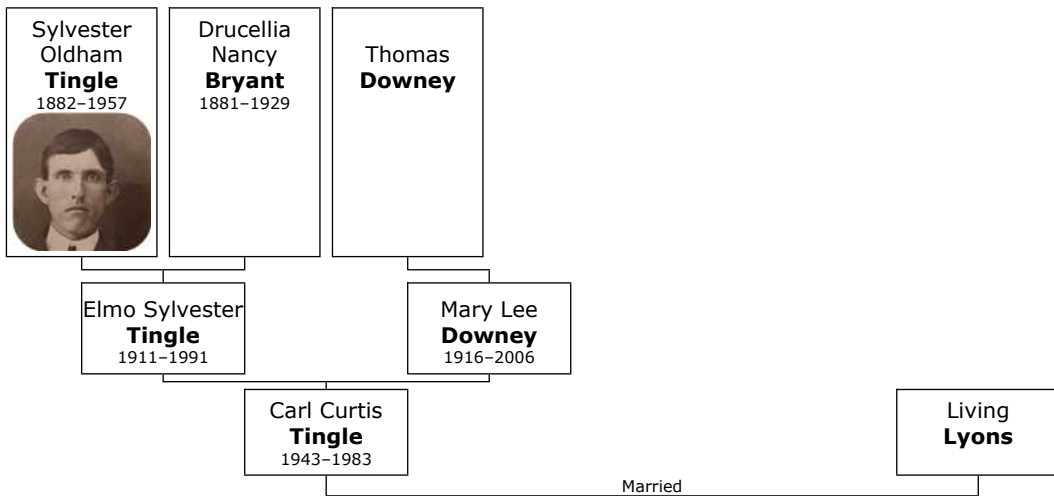 Sylvester
Oldham
Tingle
1882–1957
Drucellia
Nancy
Bryant
1881–1929
Thomas
Downey
Elmo Sylvester
Tingle
1911–1991
Mary Lee
Downey
1916–2006
Carl Curtis
Tingle
1943–1983
Living
Lyons
Married